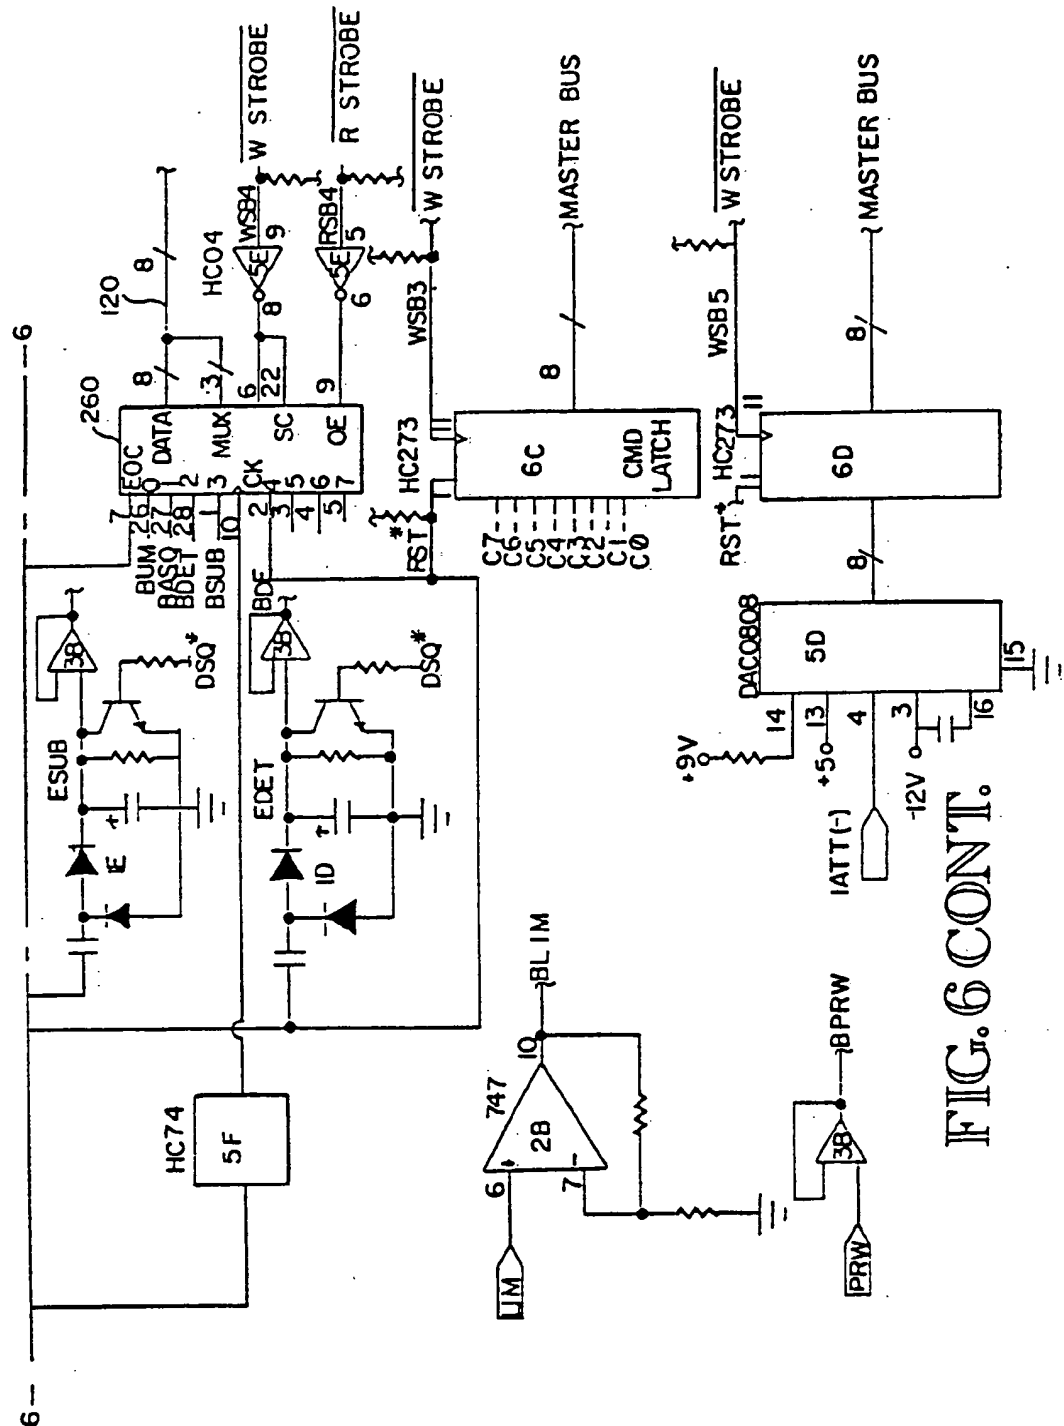 6
6
120
260
8
8
HC04
W STROBE
WSB4
5E
9
8
R STROBE
RSB4
5E
5
6
EOC
DATA
MUX
3
6
SC
22
OE
9
7
26
0
27
1
28
2
1
3
10
CK
2
4
3
5
4
6
5
7
BUM
BASQ
BDET
BSUB
BDF
3B
ESUB
DSQ*
1E
3B
EDET
DSQ*
1D
HC74
5F
W STROBE
WSB3
HC273
11
1
RST*
6C
CMD
LATCH
8
MASTER BUS
C7
C6
C5
C4
C3
C2
C1
C0
W STROBE
WSB5
HC273
11
1
RST*
6D
8
MASTER BUS
8
DAC0808
5D
14
+9V
13
+5
4
IATT(-)
3
-12V
16
15
LIM
6
+
7
-
747
2B
10
BLIM
PRW
3B
BPRW
FIG. 6 CONT.